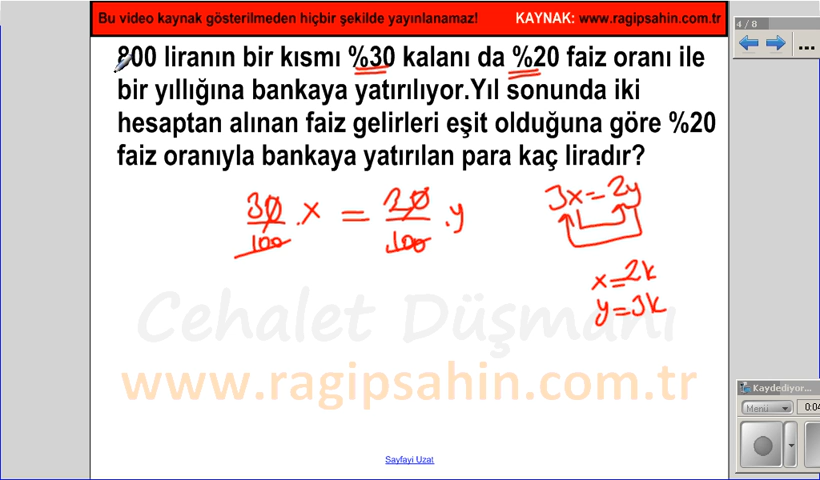 Bu video kaynak gösterilmeden hiçbir şekilde yayınlanamaz! KAYNAK: www.ragipsahin.com.tr
4 / 8
800 liranın bir kısmı %30 kalanı da %20 faiz oranı ile
bir yıllığına bankaya yatırılıyor.Yıl sonunda iki
hesaptan alınan faiz gelirleri eşit olduğuna göre %20
faiz oranıyla bankaya yatırılan para kaç liradır?
30/100 .x = 20/100 .y
3x=2y
x=2k
y=3k
Cehalet Düşmanı
www.ragipsahin.com.tr
Kaydediyor...
Menü
0:04
Sayfayi Uzat